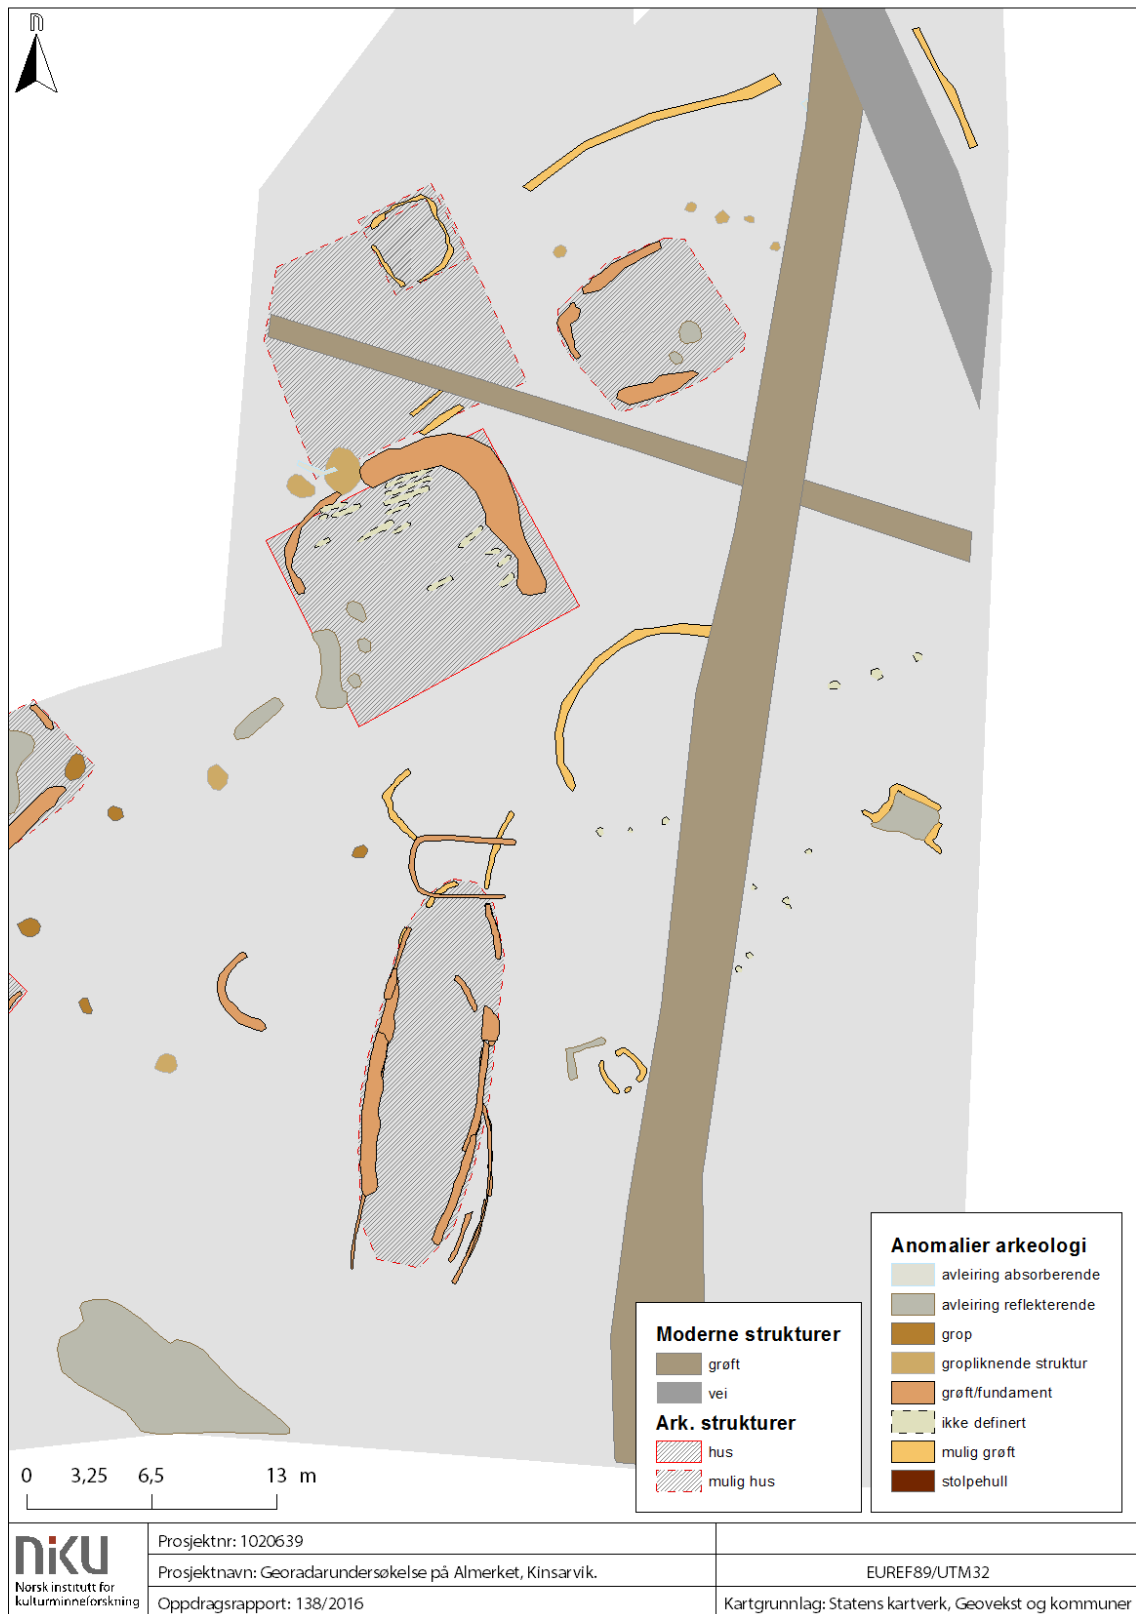 n
Anomalier arkeologi
avleiring absorberende
avleiring reflekterende
grop
gropliknende struktur
grøft/fundament
ikke definert
mulig grøft
stolpehull
Moderne strukturer
grøft
vei
Ark. strukturer
hus
mulig hus
0 3,25 6,5 13 m
niku
Norsk institutt for
kulturminneforskning
Prosjektnr: 1020639
Prosjektnavn: Georadarundersøkelse på Almerket, Kinsarvik.
EUREF89/UTM32
Oppdragsrapport: 138/2016
Kartgrunnlag: Statens kartverk, Geovekst og kommuner